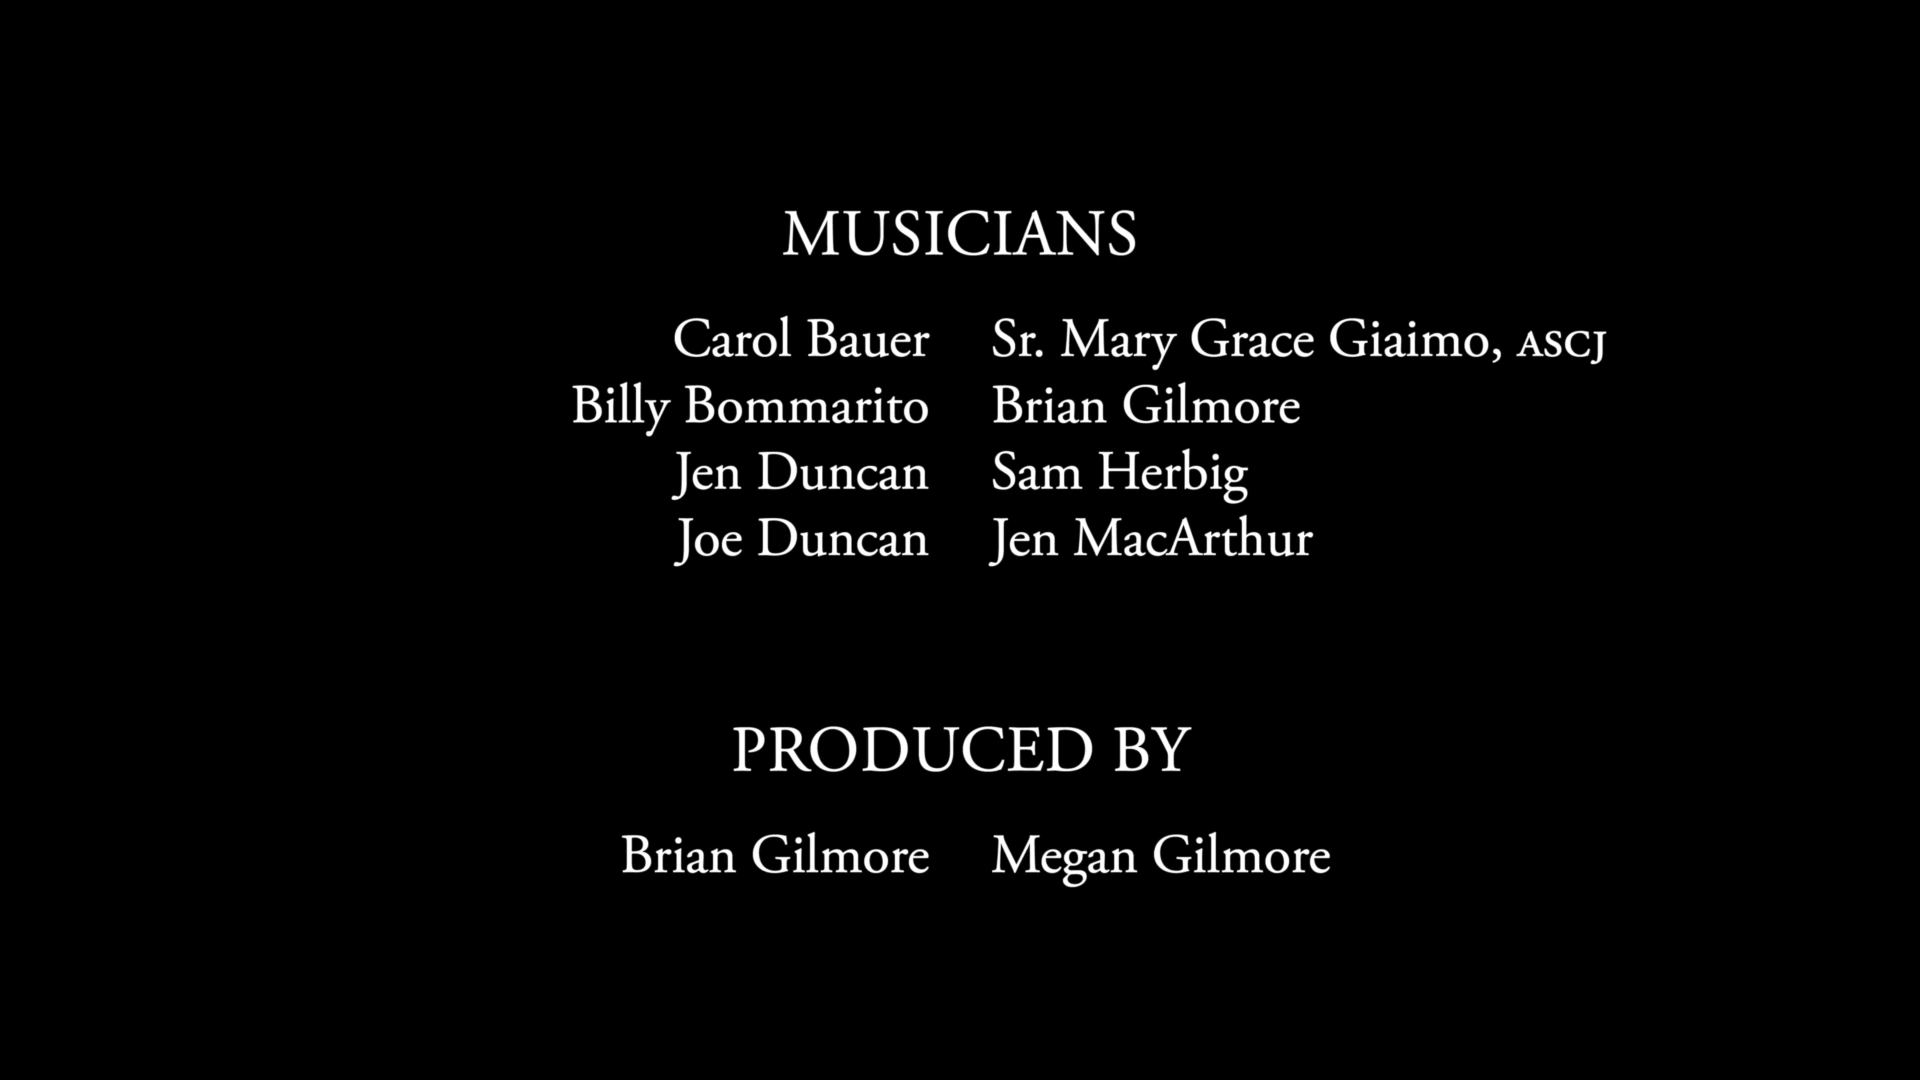 MUSICIANS
Carol Bauer Sr. Mary Grace Giaimo, ASCJ
Billy Bommarito Brian Gilmore
Jen Duncan Sam Herbig
Joe Duncan Jen MacArthur
PRODUCED BY
Brian Gilmore Megan Gilmore